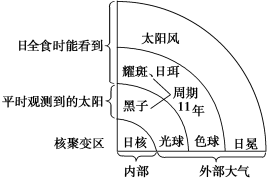 太阳风
日全食时能看到
耀斑、日珥
周期
11年
平时观测到的太阳
黑子
核聚变区
日核
光球
色球
日冕
内部
外部大气